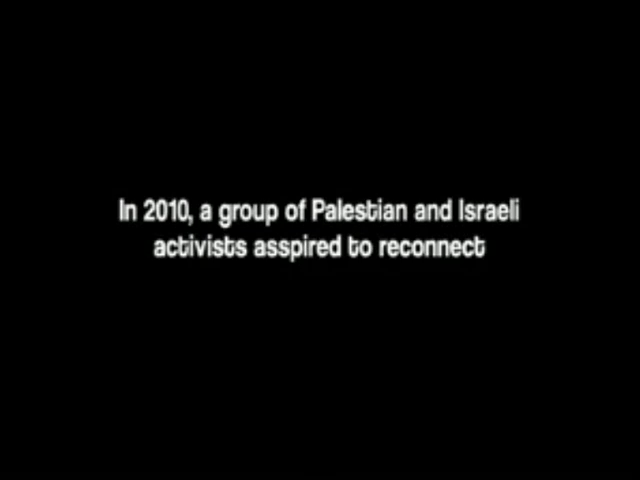 In 2010, a group of Palestian and Israeli
activists asspired to reconnect